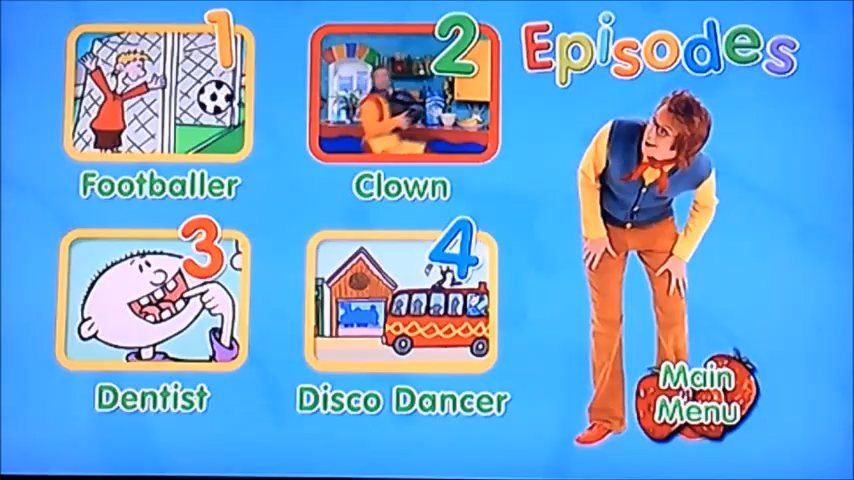 Episodes
1
Footballer
2
Clown
3
Dentist
4
Disco Dancer
Main
Menu